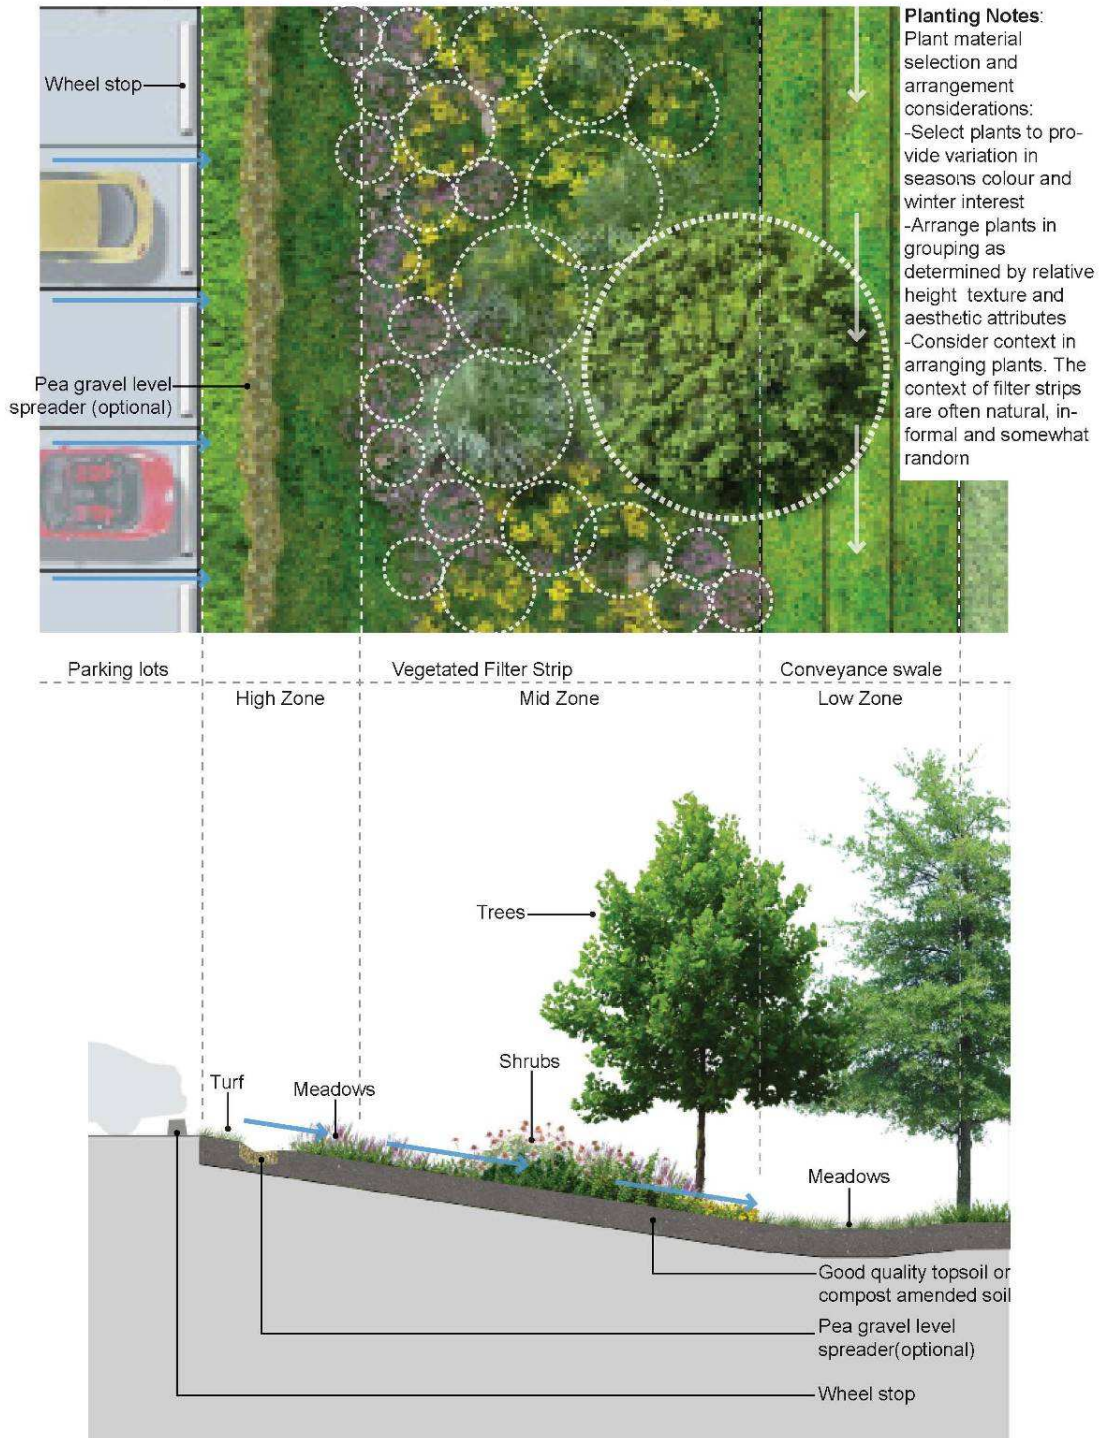 Planting Notes:
Plant material
selection and
arrangement
considerations:
-Select plants to pro-
vide variation in
seasons colour and
winter interest
-Arrange plants in
grouping as
determined by relative
height, texture and
aesthetic attributes
-Consider context in
arranging plants. The
context of filter strips
are often natural, in-
formal and somewhat
random
Wheel stop
Pea gravel level
spreader (optional)
Parking lots
Vegetated Filter Strip
Conveyance swale
High Zone
Mid Zone
Low Zone
Trees
Shrubs
Turf
Meadows
Meadows
Good quality topsoil or
compost amended soil
Pea gravel level
spreader(optional)
Wheel stop